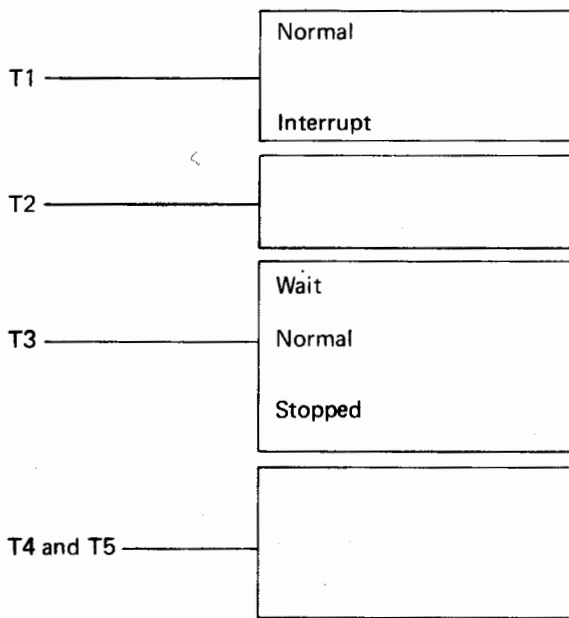 Normal
T1
Interrupt
T2
Wait
T3
Normal
Stopped
T4 and T5